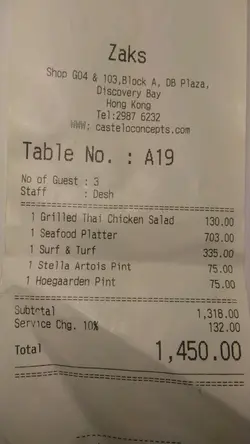 Zaks
Shop G04 & 103,Block A, DB Plaza,
Discovery Bay
Hong Kong
Tel:2987 6232
WWW; casteloconcepts.com
Table No. : A19
No of Guest : 3
Staff : Desh
1 Grilled Thai Chicken Salad 130.00
1 Seafood Platter 703.00
1 Surf & Turf 335.00
1 Stella Artois Pint 75.00
1 Hoegaarden Pint 75.00
Subtotal 1,318.00
Service Chg. 10% 132.00
Total 1,450.00